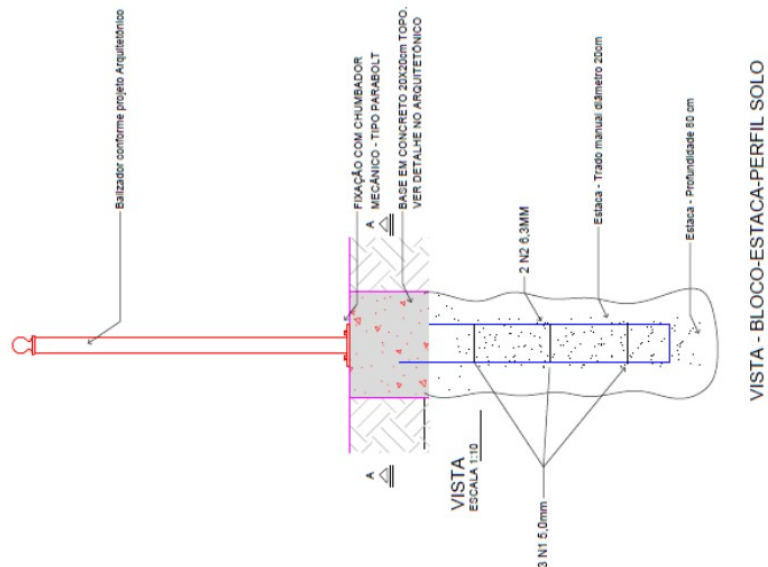 Balizador conforme projeto Arquitetônico
FIXAÇÃO COM CHUMBADOR
MECÂNICO - TIPO PARABOLT
BASE EM CONCRETO 20X20cm TOPO.
VER DETALHE NO ARQUITETÔNICO
A
A
2 N2 6,3MM
Estaca - Trado manual diâmetro 20cm
Estaca - Profundidade 80 cm
VISTA
ESCALA 1:10
3 N1 5,0mm
VISTA - BLOCO-ESTACA-PERFIL SOLO